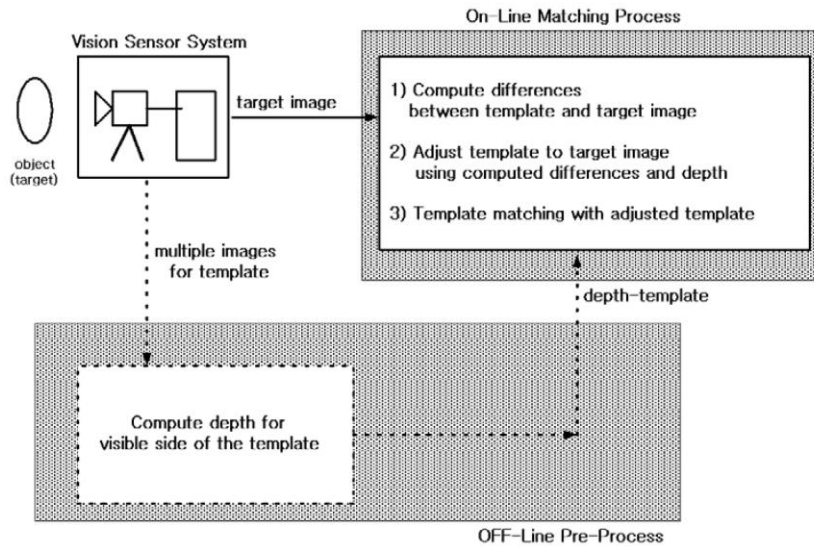 On-Line Matching Process
Vision Sensor System
1) Compute differences
between template and target image
2) Adjust template to target image
using computed differences and depth
3) Template matching with adjusted template
target image
object
(target)
multiple images
for template
depth-template
Compute depth for
visible side of the template
OFF-Line Pre-Process